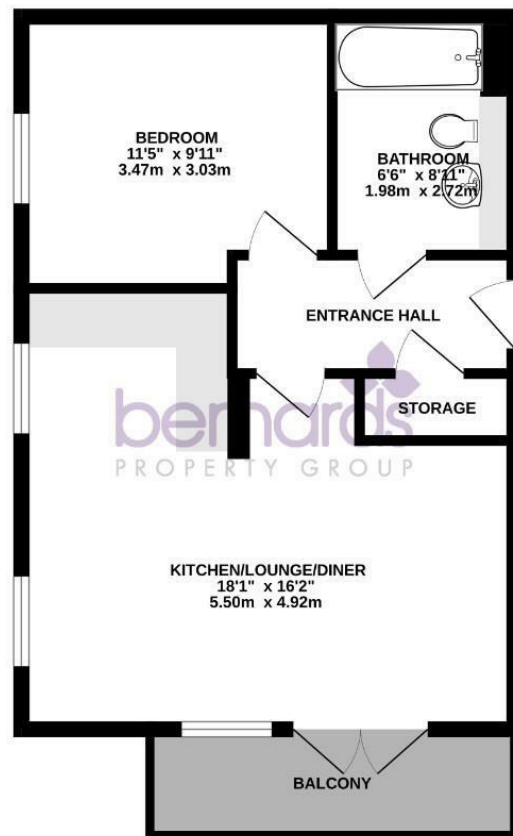 BEDROOM
11'5" x 9'11"
3.47m x 3.03m
BATHROOM
6'6" x 8'11"
1.98m x 2.72m
ENTRANCE HALL
STORAGE
bernards
PROPERTY GROUP
KITCHEN/LOUNGE/DINER
18'1" x 16'2"
5.50m x 4.92m
BALCONY